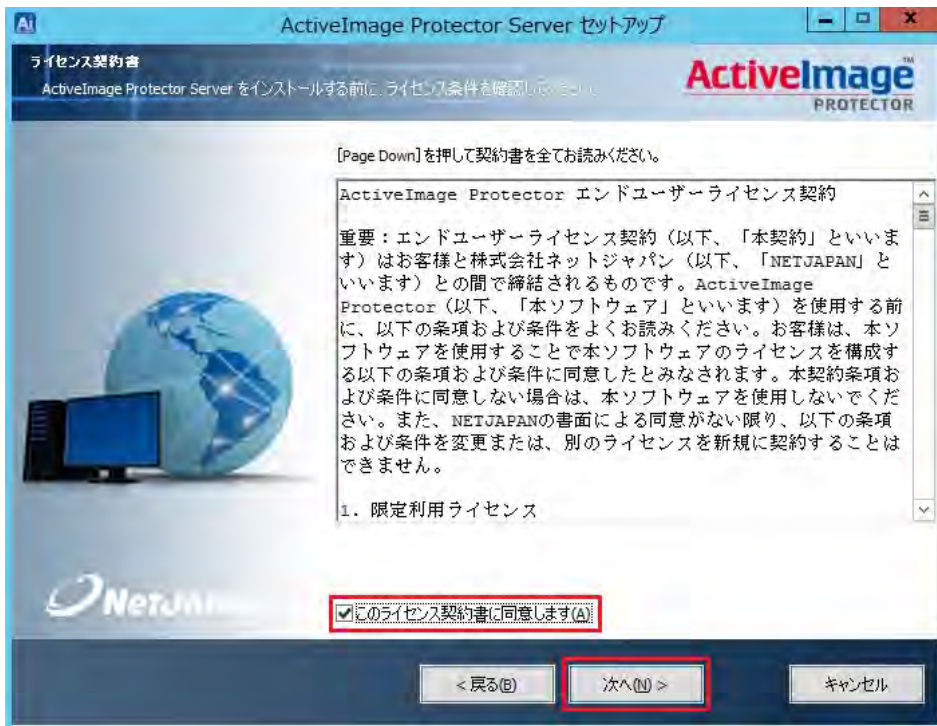 ActiveImage Protector Server セットアップ
ライセンス契約書
ActiveImage Protector Server をインストールする前に、ライセンス条件を確認してください。
ActiveImage™
PROTECTOR
[Page Down]を押して契約書を全てお読みください。
ActiveImage Protector エンドユーザーライセンス契約
重要：エンドユーザーライセンス契約（以下、「本契約」といいま
す）はお客様と株式会社ネットジャパン（以下、「NETJAPAN」と
いいます）との間で締結されるものです。ActiveImage
Protector（以下、「本ソフトウェア」といいます）を使用する前
に、以下の条項および条件をよくお読みください。お客様は、本ソ
フトウェアを使用することで本ソフトウェアのライセンスを構成す
る以下の条項および条件に同意したとみなされます。本契約条項お
よび条件に同意しない場合は、本ソフトウェアを使用しないでくだ
さい。また、NETJAPANの書面による同意がない限り、以下の条項
および条件を変更または、別のライセンスを新規に契約することは
できません。
1. 限定利用ライセンス
NETJAPAN
このライセンス契約書に同意します(A)
< 戻る(B)
次へ(N) >
キャンセル